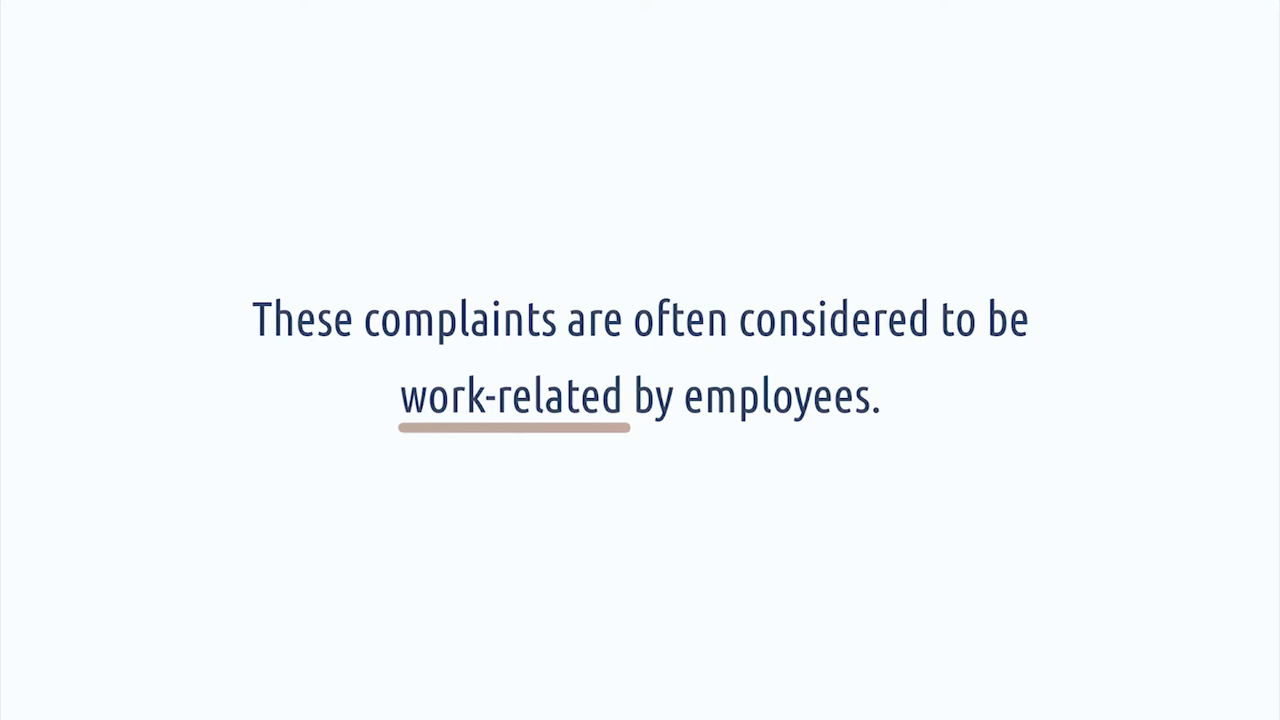 These complaints are often considered to be
work-related by employees.